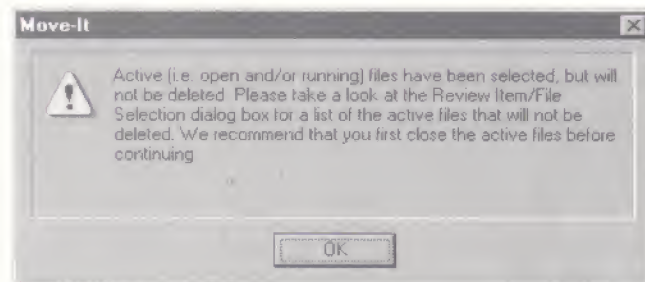 Move-It
Active (i.e. open and/or running) files have been selected, but will
not be deleted. Please take a look at the Review Item/File
Selection dialog box for a list of the active files that will not be
deleted. We recommend that you first close the active files before
continuing
OK